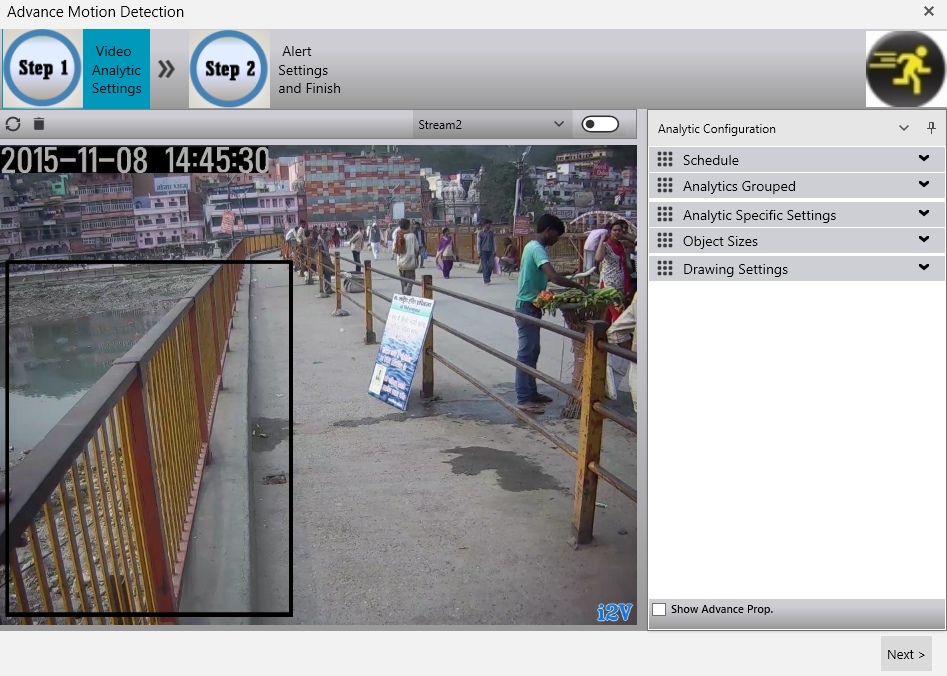 Advance Motion Detection
Step 1
Video
Analytic
Settings
Step 2
Alert
Settings
and Finish
Stream2
Analytic Configuration
2015-11-08 14:45:30
Schedule
Analytics Grouped
Analytic Specific Settings
Object Sizes
Drawing Settings
i2V
Show Advance Prop.
Next >